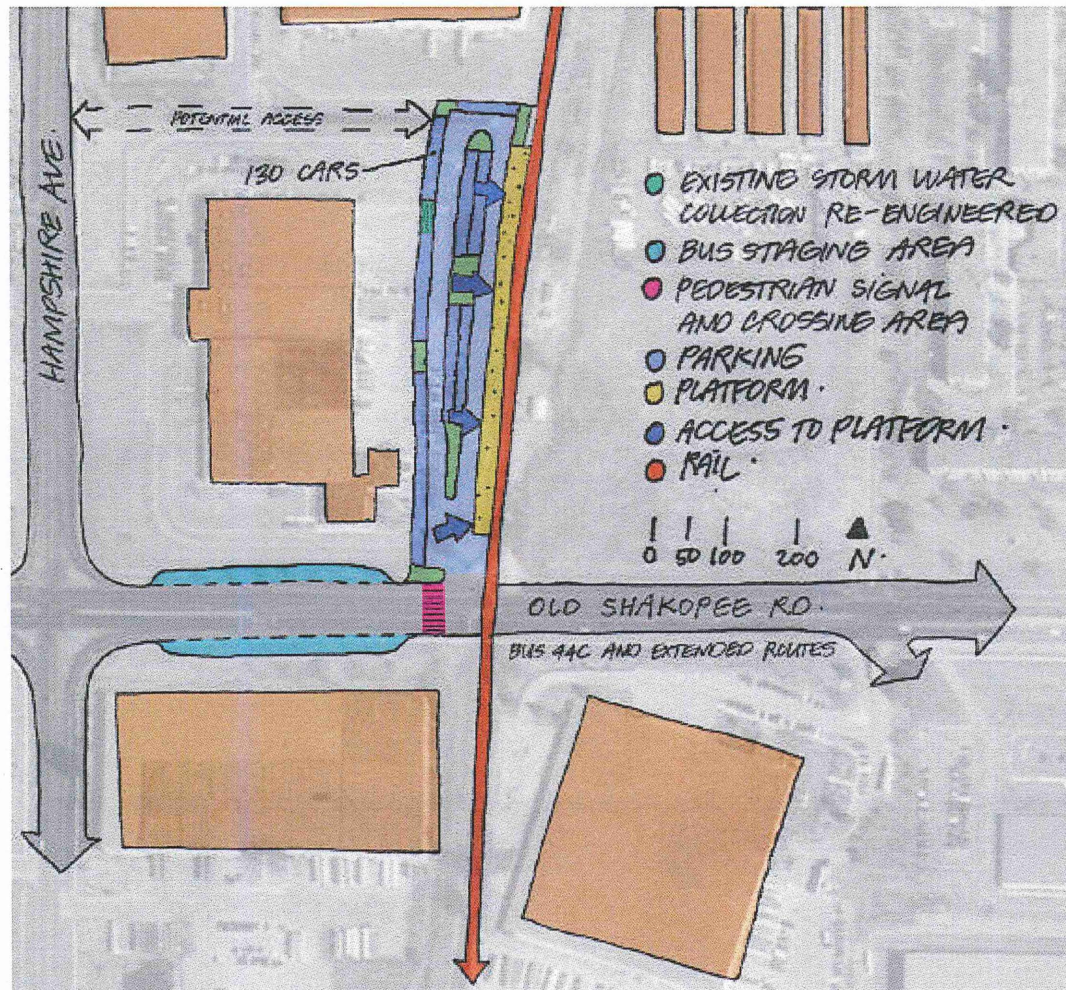 POTENTIAL ACCESS
130 CARS
HAMPSHIRE AVE.
EXISTING STORM WATER
COLLECTION RE-ENGINEERED
BUS STAGING AREA
PEDESTRIAN SIGNAL
AND CROSSING AREA
PARKING
PLATFORM.
ACCESS TO PLATFORM.
RAIL.
0 50 100 200 N.
OLD SHAKOPEE RD.
BUS 44C AND EXTENDED ROUTES